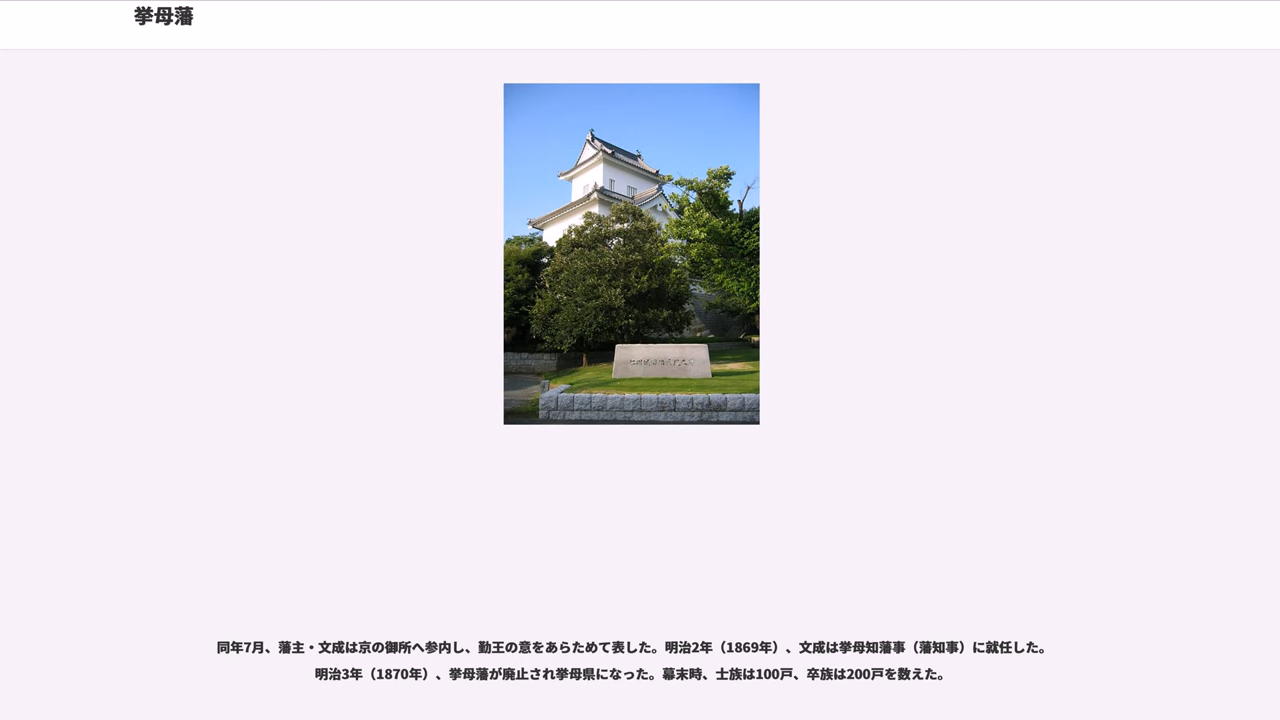 挙母藩
同年7月、藩主・文成は京の御所へ参内し、勤王の意をあらためて表した。明治2年（1869年）、文成は挙母知藩事（藩知事）に就任した。
明治3年（1870年）、挙母藩が廃止され挙母県になった。幕末時、士族は100戸、卒族は200戸を数えた。